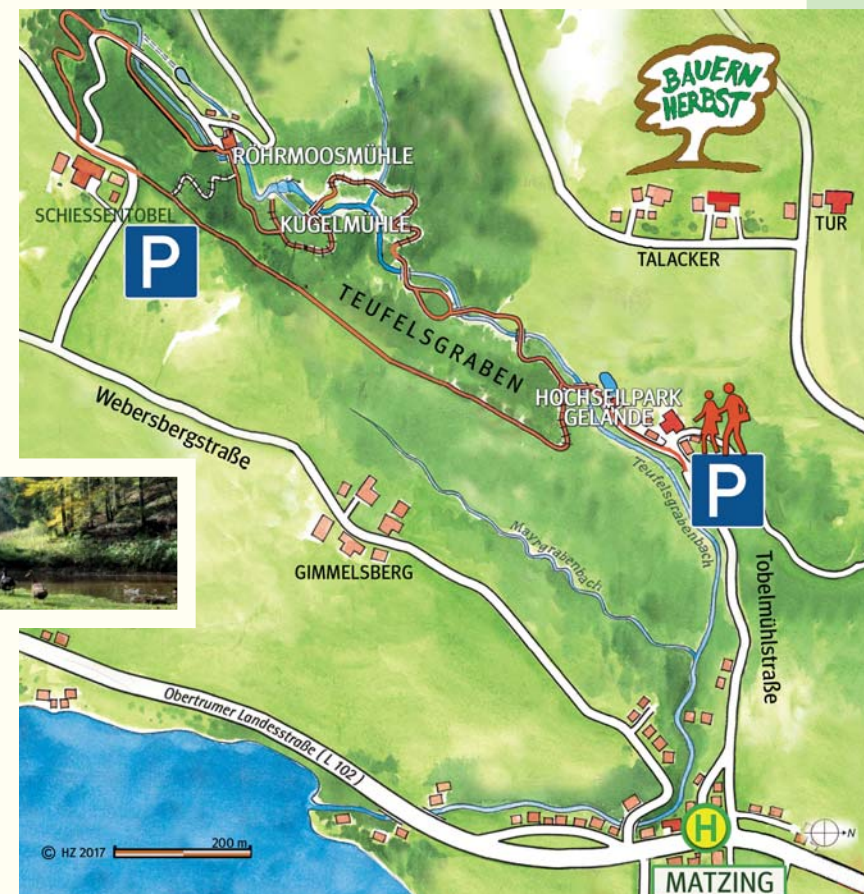 BAUERN
HERBST
RÖHRMOOSMÜHLE
SCHIESSENTOBEL
KUGELMÜHLE
P
TUR
TALACKER
TEUFELSGRABEN
HOCHSEILPARK
GELÄNDE
Webersbergstraße
P
Teufelsgrabenbach
Mayrgrabenbach
GIMMELSBERG
Tobelmühlstraße
Obertrumer Landesstraße (L 102)
H
N
© HZ 2017
200 m
MATZING